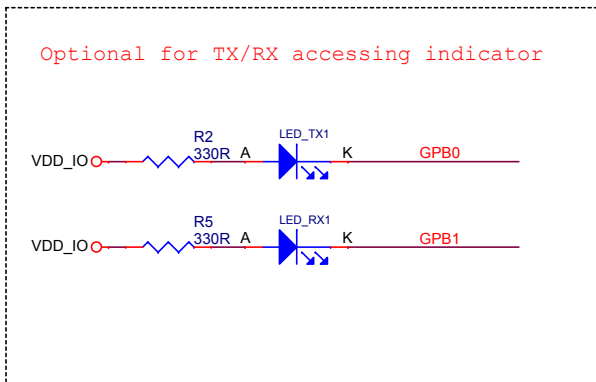 Optional for TX/RX accessing indicator
R2
330R
LED_TX1
VDD_IO
A
K
GPB0
R5
330R
LED_RX1
VDD_IO
A
K
GPB1